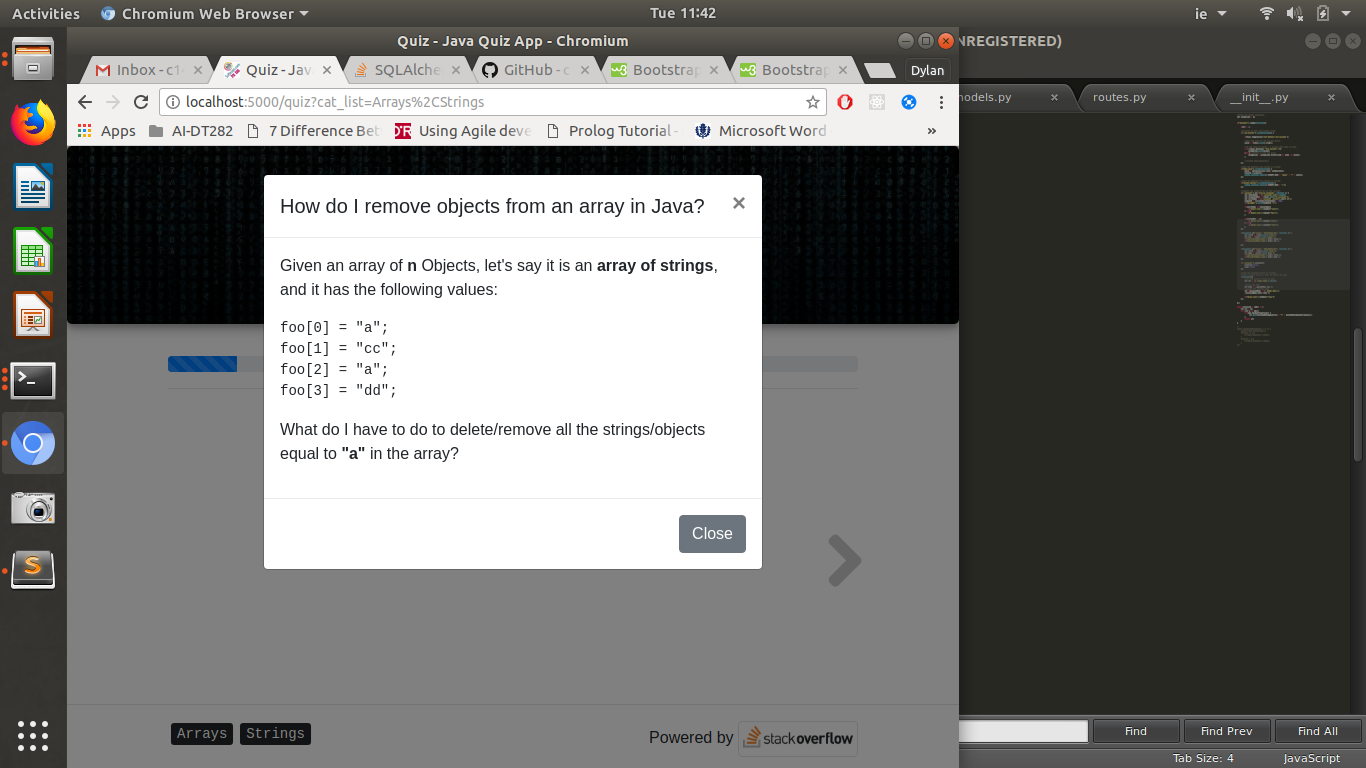 Activities Chromium Web Browser Tue 11:42 ie
Quiz - Java Quiz App - Chromium
NREGISTERED)
Inbox - c1 Quiz - Jav SQLAlche GitHub - c Bootstrap Bootstrap Dylan
localhost:5000/quiz?cat_list=Arrays%2CStrings
Apps AI-DT282 7 Difference Bet Using Agile deve Prolog Tutorial - Microsoft Word »
odels.py routes.py __init__.py
How do I remove objects from an array in Java? ×
Given an array of n Objects, let's say it is an array of strings,
and it has the following values:
foo[0] = "a";
foo[1] = "cc";
foo[2] = "a";
foo[3] = "dd";
What do I have to do to delete/remove all the strings/objects
equal to "a" in the array?
Close
Arrays Strings Powered by stackoverflow
Find Find Prev Find All
Tab Size: 4 JavaScript